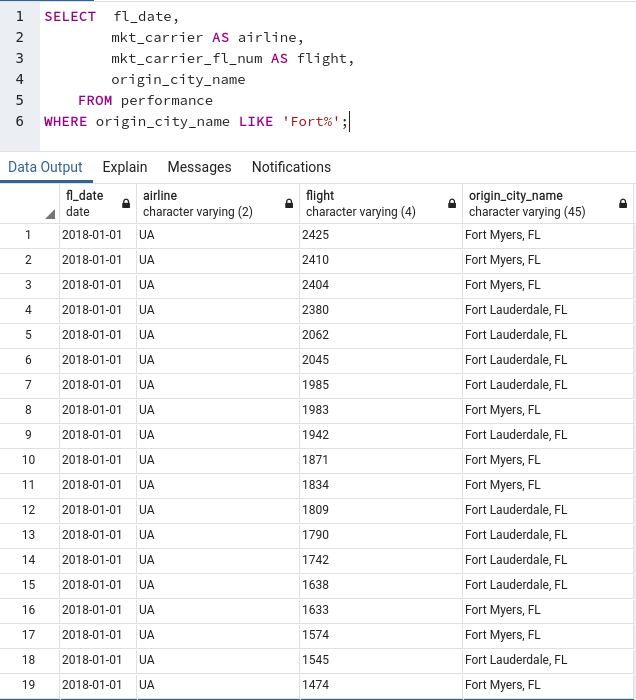 1 SELECT fl_date,
2 mkt_carrier AS airline,
3 mkt_carrier_fl_num AS flight,
4 origin_city_name
5 FROM performance
6 WHERE origin_city_name LIKE 'Fort%';
Data Output Explain Messages Notifications
fl_date airline flight origin_city_name
date character varying (2) character varying (4) character varying (45)
1 2018-01-01 UA 2425 Fort Myers, FL
2 2018-01-01 UA 2410 Fort Myers, FL
3 2018-01-01 UA 2404 Fort Myers, FL
4 2018-01-01 UA 2380 Fort Lauderdale, FL
5 2018-01-01 UA 2062 Fort Lauderdale, FL
6 2018-01-01 UA 2045 Fort Lauderdale, FL
7 2018-01-01 UA 1985 Fort Lauderdale, FL
8 2018-01-01 UA 1983 Fort Myers, FL
9 2018-01-01 UA 1942 Fort Lauderdale, FL
10 2018-01-01 UA 1871 Fort Myers, FL
11 2018-01-01 UA 1834 Fort Myers, FL
12 2018-01-01 UA 1809 Fort Lauderdale, FL
13 2018-01-01 UA 1790 Fort Lauderdale, FL
14 2018-01-01 UA 1742 Fort Lauderdale, FL
15 2018-01-01 UA 1638 Fort Lauderdale, FL
16 2018-01-01 UA 1633 Fort Myers, FL
17 2018-01-01 UA 1574 Fort Myers, FL
18 2018-01-01 UA 1545 Fort Lauderdale, FL
19 2018-01-01 UA 1474 Fort Myers, FL